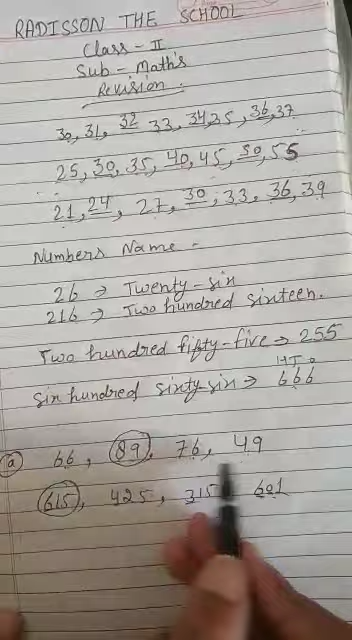 RADISSON THE SCHOOL
Class - II
Sub - Maths
Revision.
30, 31, 32 33, 34, 35, 36, 37
25, 30, 35, 40, 45, 50, 55
21, 24, 27, 30, 33, 36, 39
Numbers Name -
26 → Twenty-six
216 → Two hundred sixteen.
Two hundred fifty-five → 255
H T O
Six hundred sixty-six → 666
a 66, 89, 76, 49
615, 425, 315, 601